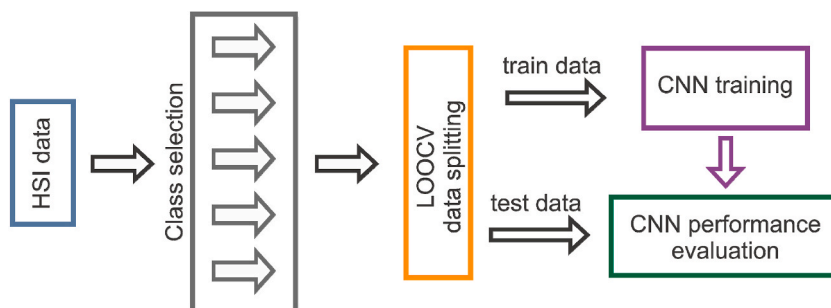 HSI data
Class selection
LOOCV
data splitting
train data
test data
CNN training
CNN performance
evaluation